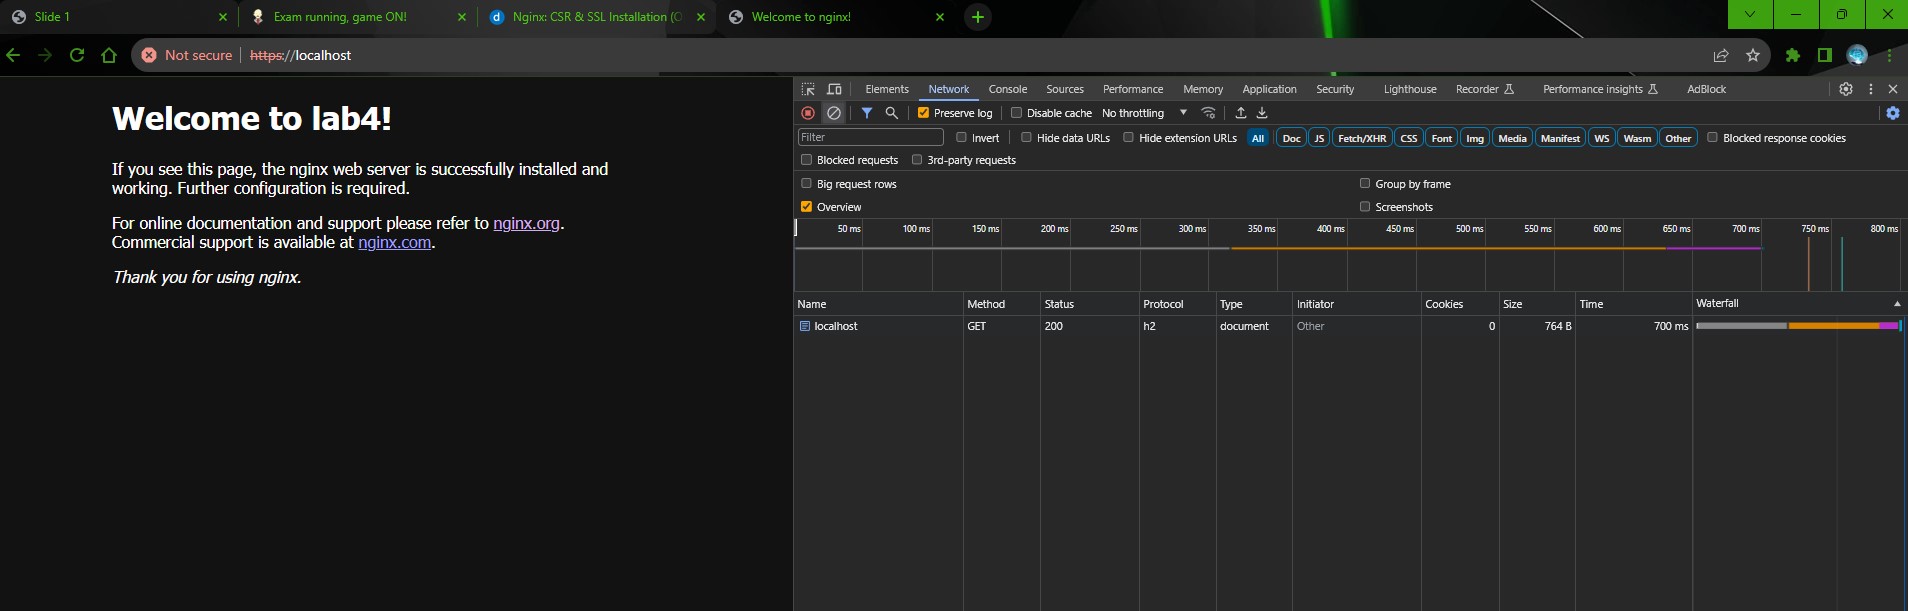 Slide 1
Exam running, game ON!
Nginx: CSR & SSL Installation (O
Welcome to nginx!
Not secure https://localhost
Welcome to lab4!
If you see this page, the nginx web server is successfully installed and
working. Further configuration is required.
For online documentation and support please refer to nginx.org.
Commercial support is available at nginx.com.
Thank you for using nginx.
Elements Network Console Sources Performance Memory Application Security Lighthouse Recorder Performance insights AdBlock
Preserve log Disable cache No throttling
Filter Invert Hide data URLs Hide extension URLs All Doc JS Fetch/XHR CSS Font Img Media Manifest WS Wasm Other Blocked response cookies
Blocked requests 3rd-party requests
Big request rows Group by frame
Overview Screenshots
50 ms 100 ms 150 ms 200 ms 250 ms 300 ms 350 ms 400 ms 450 ms 500 ms 550 ms 600 ms 650 ms 700 ms 750 ms 800 ms
Name Method Status Protocol Type Initiator Cookies Size Time Waterfall
localhost GET 200 h2 document Other 0 764 B 700 ms